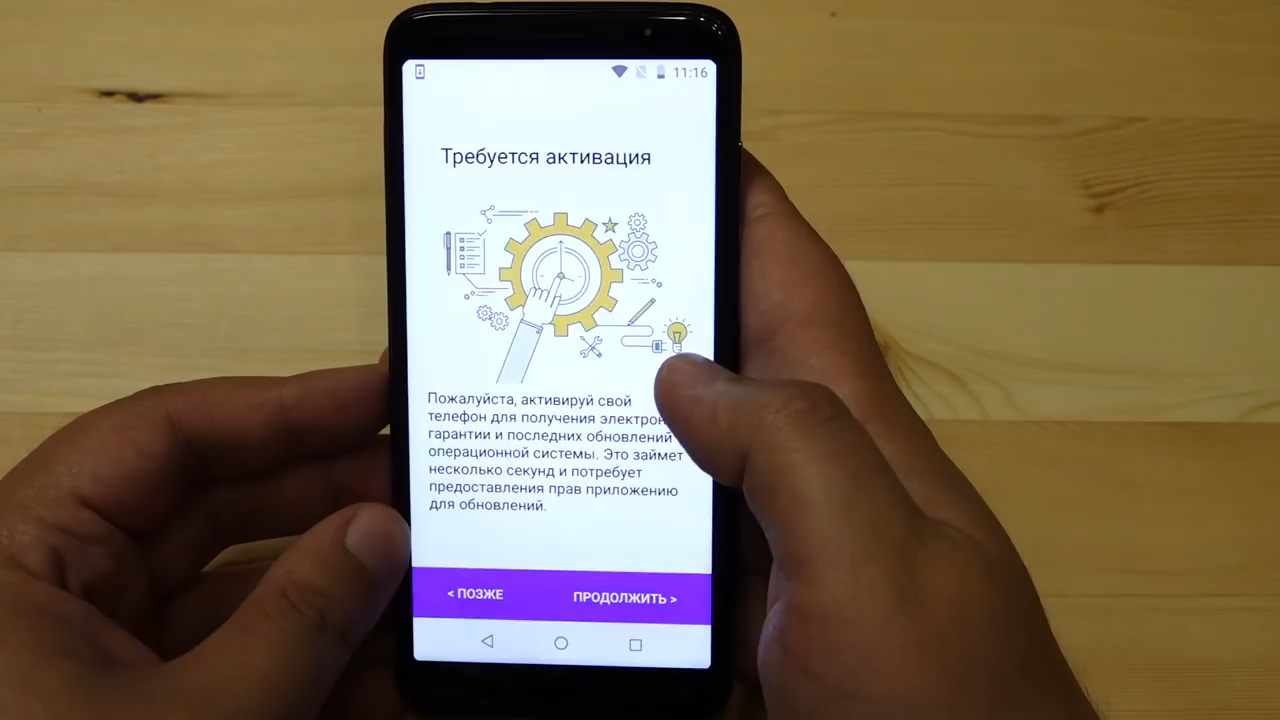 11:16
Требуется активация
Пожалуйста, активируй свой
телефон для получения
гарантии и последних обновлений
операционной системы. Это займет
несколько секунд и потребует
предоставления прав приложению
для обновлений.
< ПОЗЖЕ ПРОДОЛЖИТЬ >